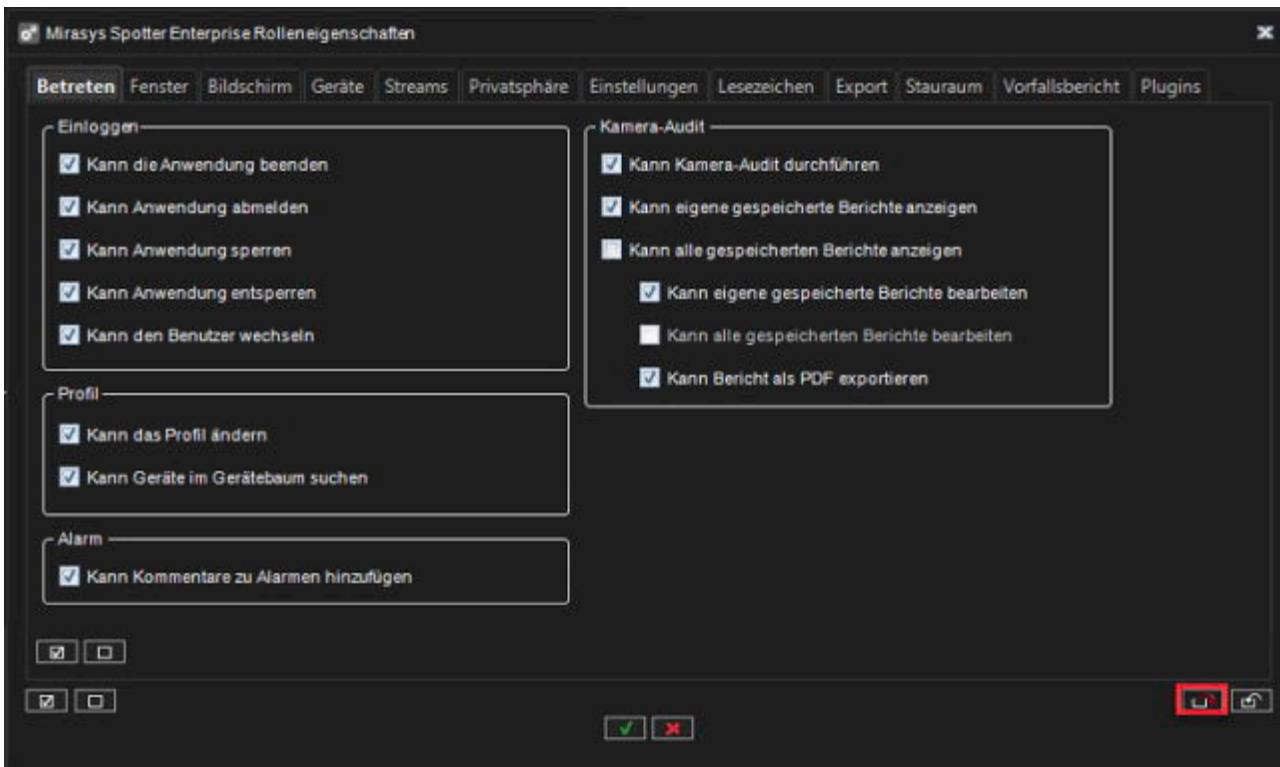 Mirasys Spotter Enterprise Rolleneigenschaften
Betreten Fenster Bildschirm Geräte Streams Privatsphäre Einstellungen Lesezeichen Export Stauraum Vorfallsbericht Plugins
Einloggen
Kann die Anwendung beenden
Kann Anwendung abmelden
Kann Anwendung sperren
Kann Anwendung entsperren
Kann den Benutzer wechseln
Profil
Kann das Profil ändern
Kann Geräte im Gerätebaum suchen
Alarm
Kann Kommentare zu Alarmen hinzufügen
Kamera-Audit
Kann Kamera-Audit durchführen
Kann eigene gespeicherte Berichte anzeigen
Kann alle gespeicherten Berichte anzeigen
Kann eigene gespeicherte Berichte bearbeiten
Kann alle gespeicherten Berichte bearbeiten
Kann Bericht als PDF exportieren